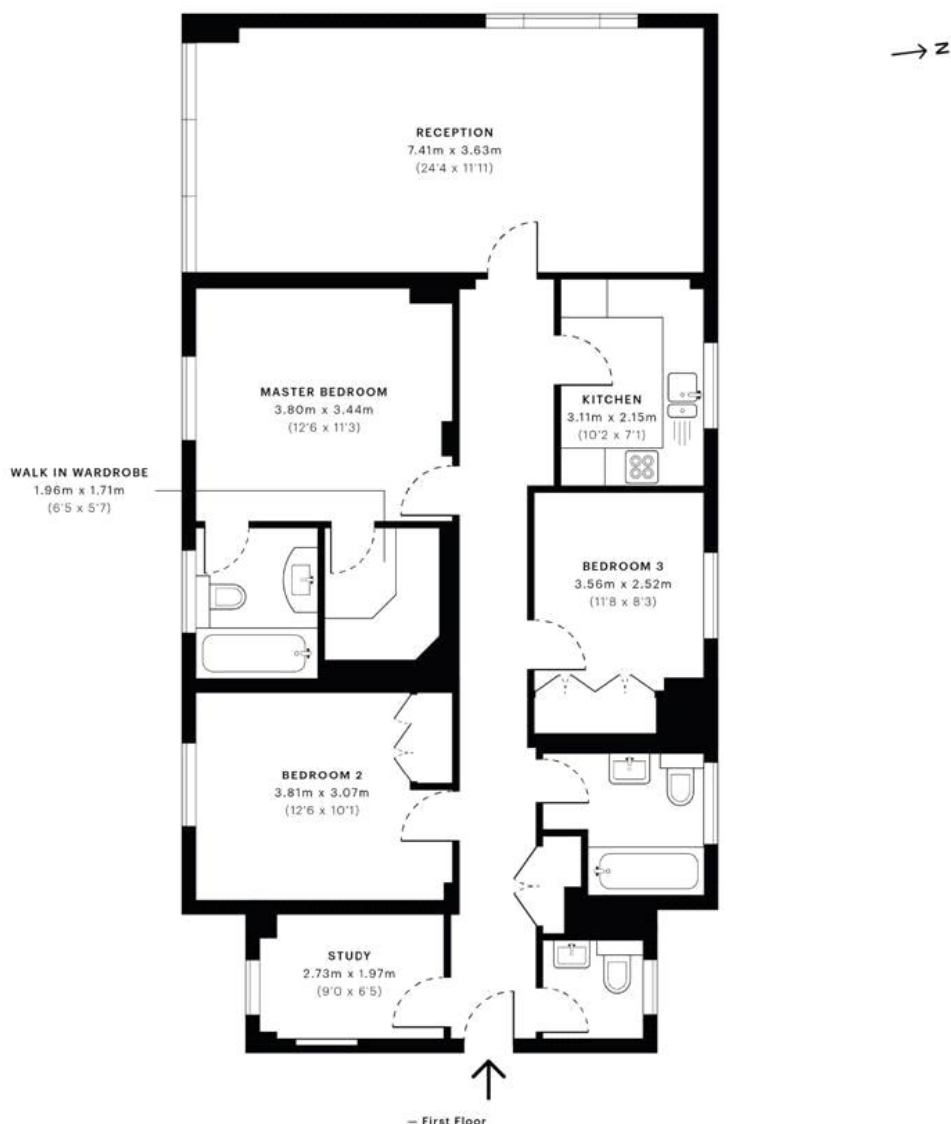 N
RECEPTION
7.41m x 3.63m
(24'4 x 11'11)
MASTER BEDROOM
3.80m x 3.44m
(12'6 x 11'3)
KITCHEN
3.11m x 2.15m
(10'2 x 7'1)
WALK IN WARDROBE
1.96m x 1.71m
(6'5 x 5'7)
BEDROOM 3
3.56m x 2.52m
(11'8 x 8'3)
BEDROOM 2
3.81m x 3.07m
(12'6 x 10'1)
STUDY
2.73m x 1.97m
(9'0 x 6'5)
— First Floor